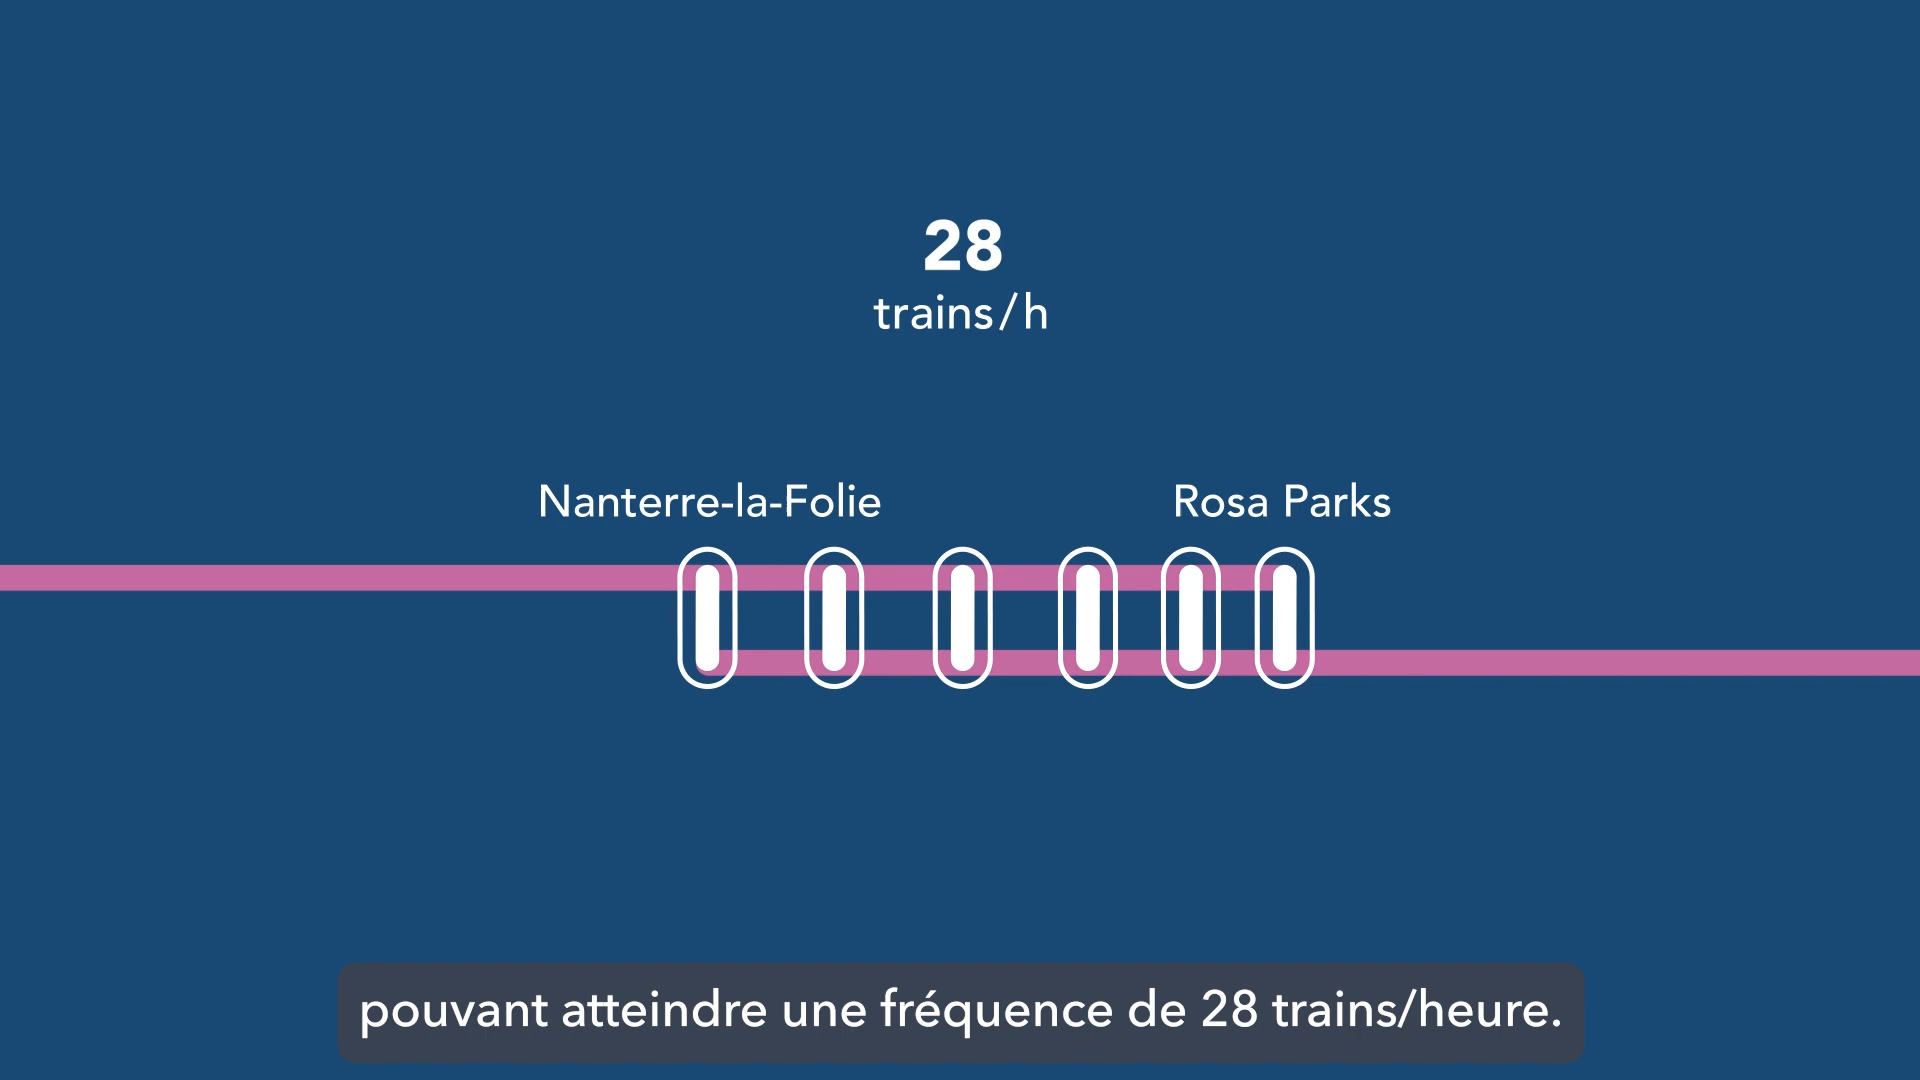 28
trains/h
Nanterre-la-Folie
Rosa Parks
pouvant atteindre une fréquence de 28 trains/heure.